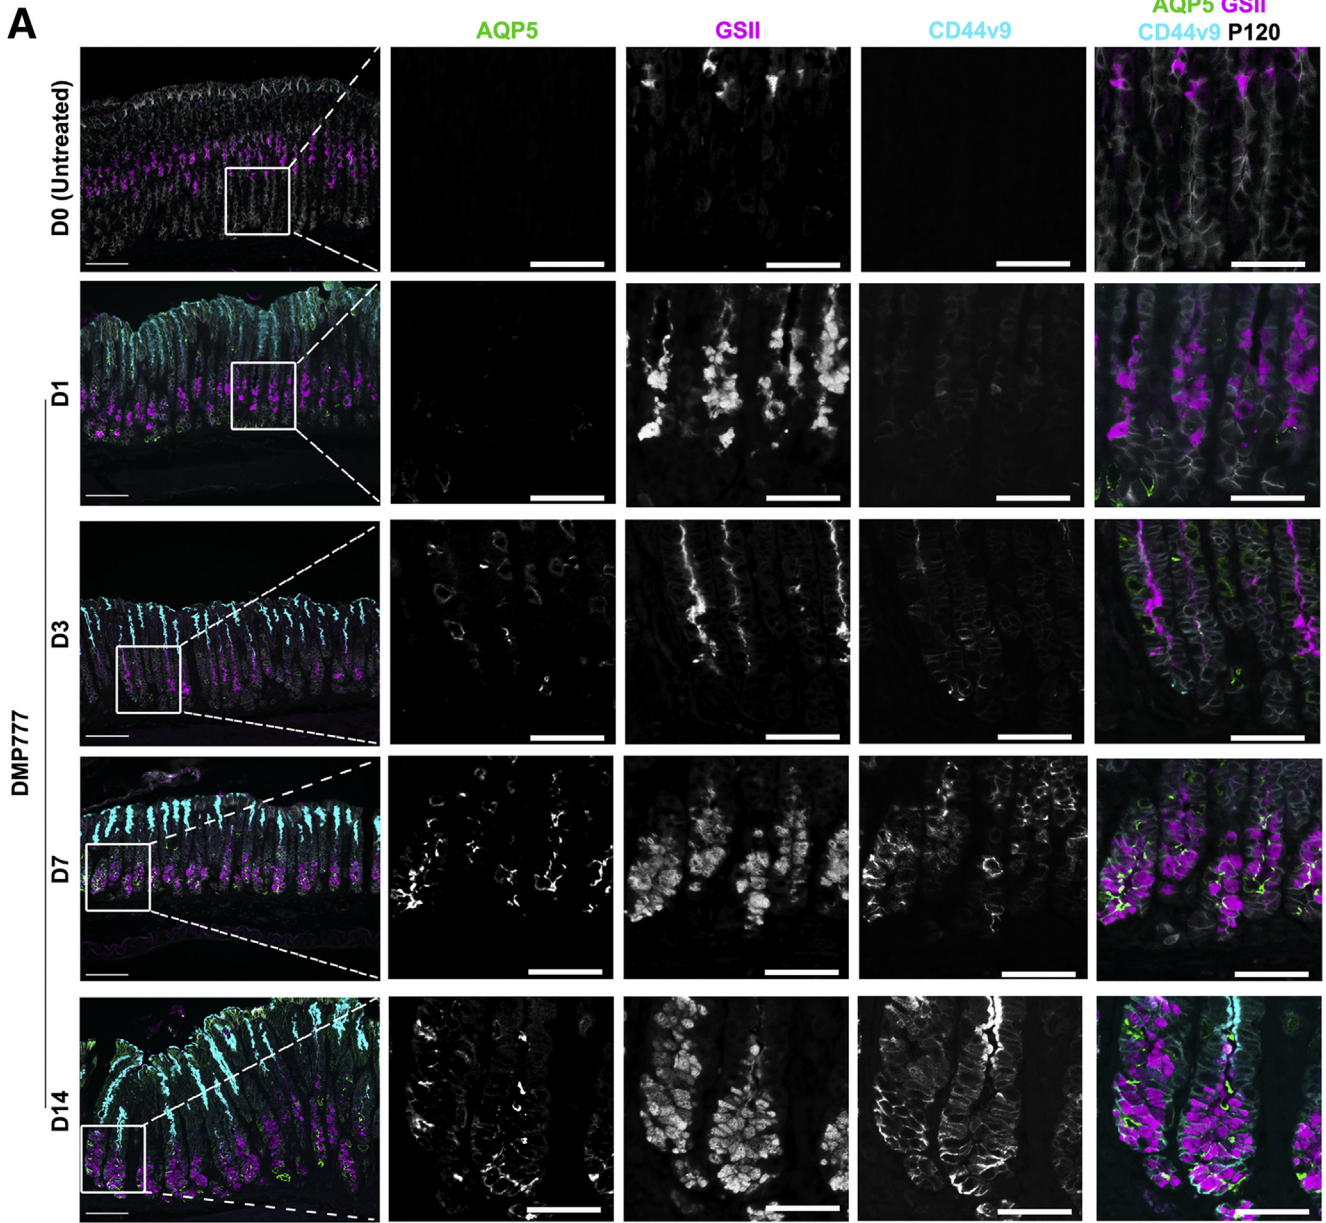 A
AQP5 GSII
AQP5 GSII CD44v9 CD44v9 P120
D0 (Untreated)
D1
D3
DMP777
D7
D14